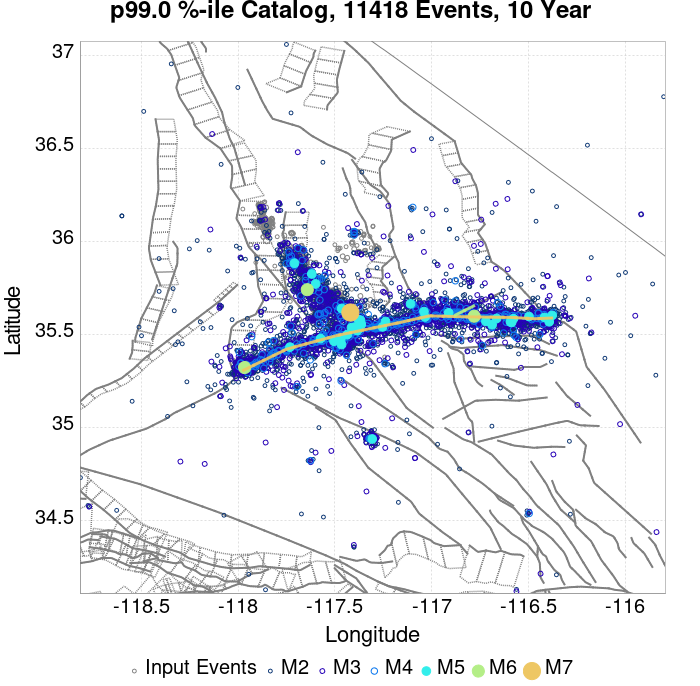 p99.0 %-ile Catalog, 11418 Events, 10 Year
37
36.5
36
35.5
35
34.5
Latitude
-118.5 -118 -117.5 -117 -116.5 -116
Longitude
Input Events M2 M3 M4 M5 M6 M7